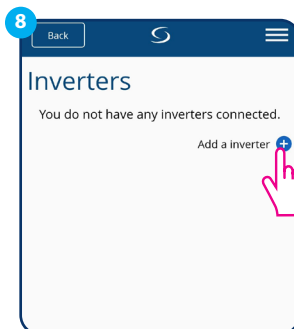 8
Back
Inverters
You do not have any inverters connected.
Add a inverter